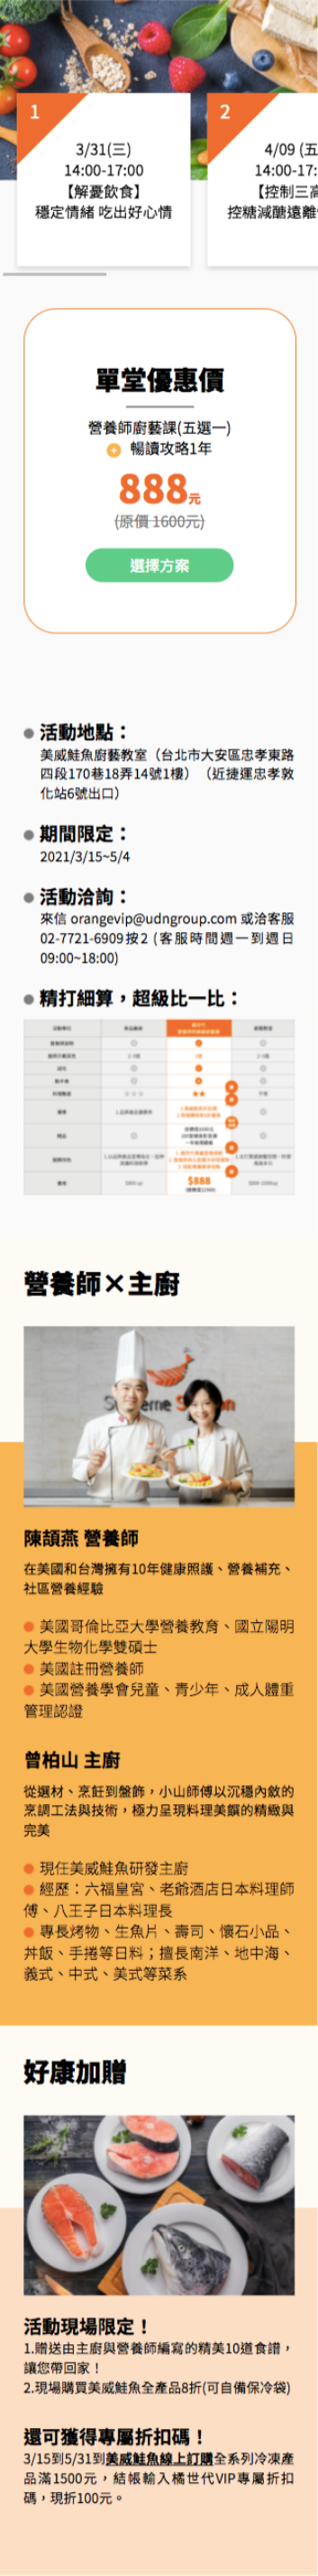 1
3/31(三)
14:00-17:00
【解憂飲食】
穩定情緒 吃出好心情
2
4/09 (五
14:00-17:
【控制三高
控糖減醣遠離
單堂優惠價
營養師廚藝課(五選一)
+ 暢讀攻略1年
888元
(原價 1600元)
選擇方案
活動地點：
美威鮭魚廚藝教室（台北市大安區忠孝東路
四段170巷18弄14號1樓）（近捷運忠孝敦
化站6號出口）
期間限定：
2021/3/15~5/4
活動洽詢：
來信 orangevip@udngroup.com 或洽客服
02-7721-6909按2 (客服時間週一到週日
09:00~18:00)
精打細算，超級比一比：
$888
營養師×主廚
陳頡燕 營養師
在美國和台灣擁有10年健康照護、營養補充、
社區營養經驗
美國哥倫比亞大學營養教育、國立陽明
大學生物化學雙碩士
美國註冊營養師
美國營養學會兒童、青少年、成人體重
管理認證
曾柏山 主廚
從選材、烹飪到盤飾，小山師傅以沉穩內斂的
烹調工法與技術，極力呈現料理美饌的精緻與
完美
現任美威鮭魚研發主廚
經歷：六福皇宮、老爺酒店日本料理師
傅、八王子日本料理長
專長烤物、生魚片、壽司、懷石小品、
丼飯、手捲等日料；擅長南洋、地中海、
義式、中式、美式等菜系
好康加贈
活動現場限定！
1.贈送由主廚與營養師編寫的精美10道食譜，
讓您帶回家！
2.現場購買美威鮭魚全產品8折(可自備保冷袋)
還可獲得專屬折扣碼！
3/15到5/31到美威鮭魚線上訂購全系列冷凍產
品滿1500元，結帳輸入橘世代VIP專屬折扣
碼，現折100元。